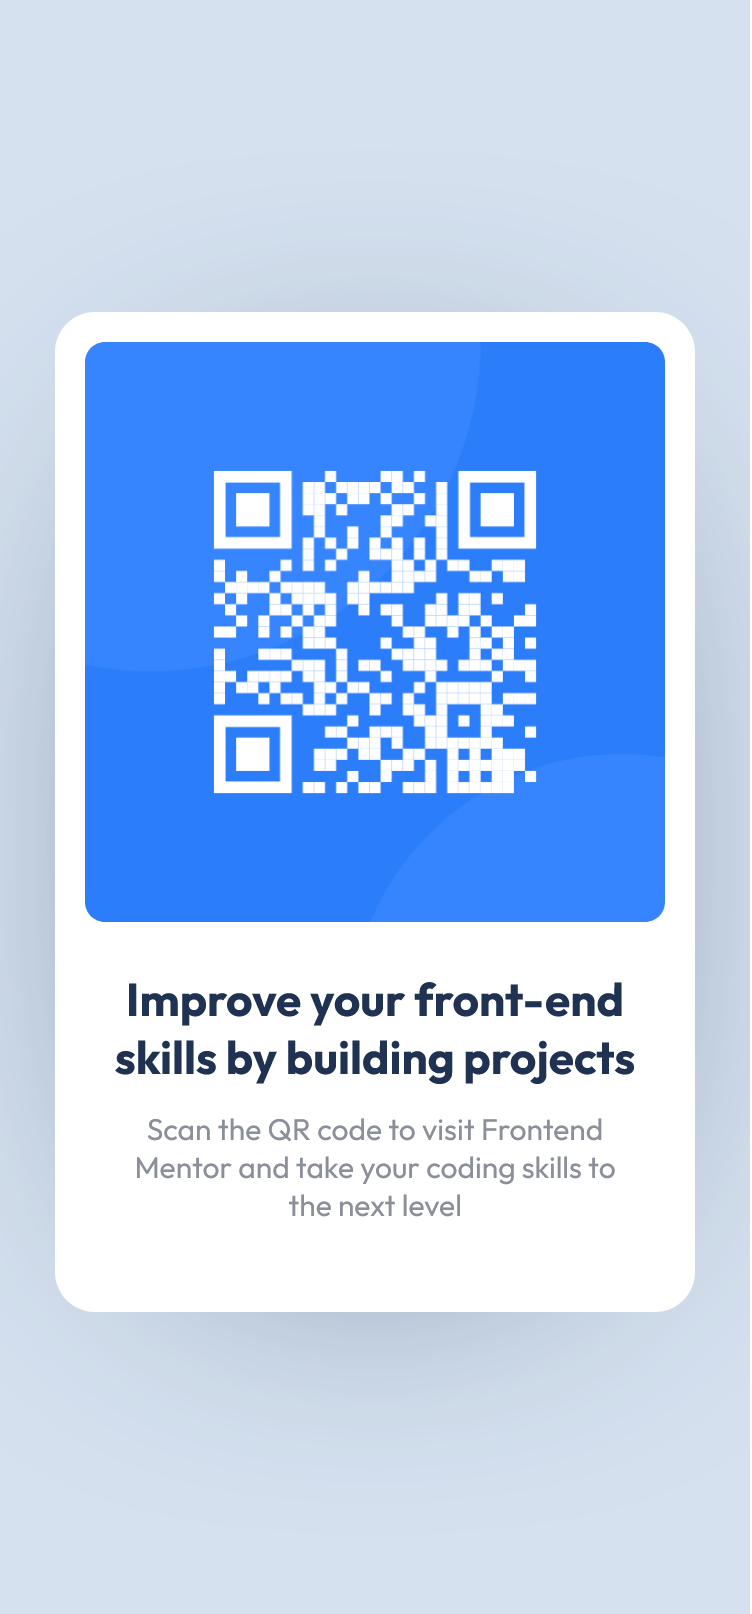 Improve your front-end
skills by building projects
Scan the QR code to visit Frontend
Mentor and take your coding skills to
the next level